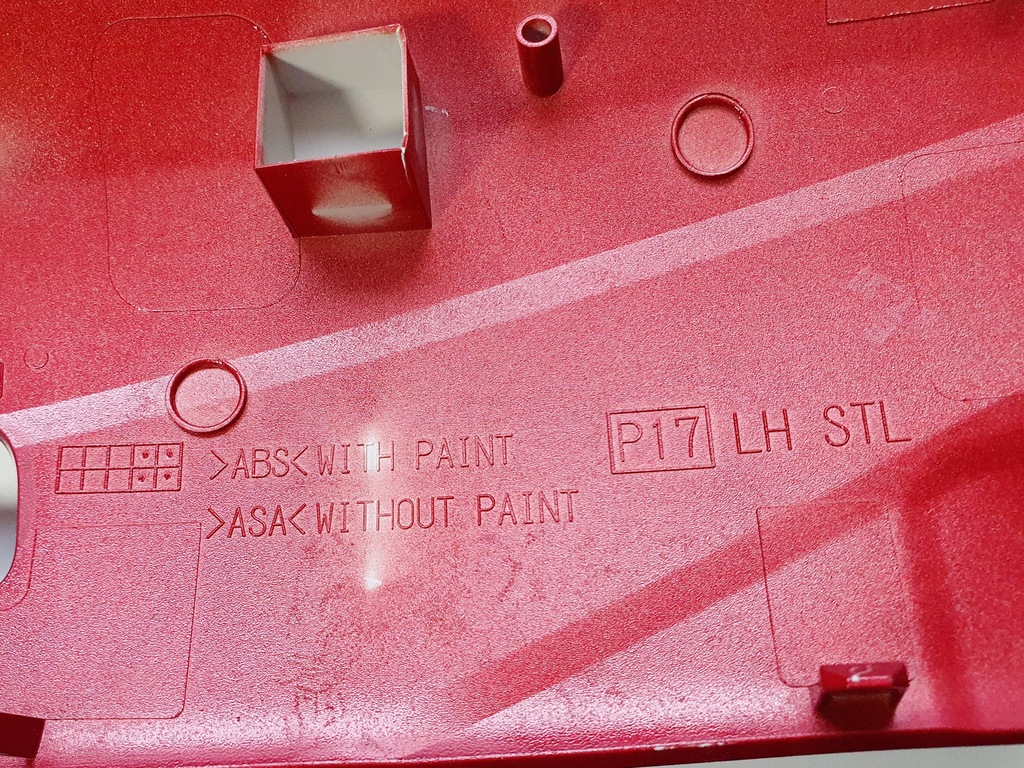 >ABS< WITH PAINT
>ASA< WITHOUT PAINT
P17 LH STL